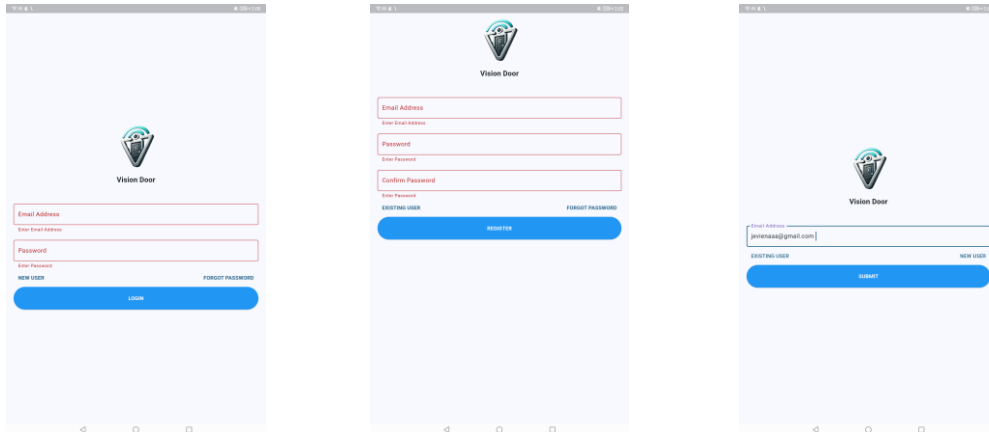 Vision Door
Email Address
Enter Email Address
Password
Enter Password
NEW USER FORGOT PASSWORD
LOGIN
Vision Door
Email Address
Enter Email Address
Password
Enter Password
Confirm Password
Enter Password
EXISTING USER FORGOT PASSWORD
REGISTER
Vision Door
Email Address
jevienaaa@gmail.com
EXISTING USER NEW USER
SUBMIT